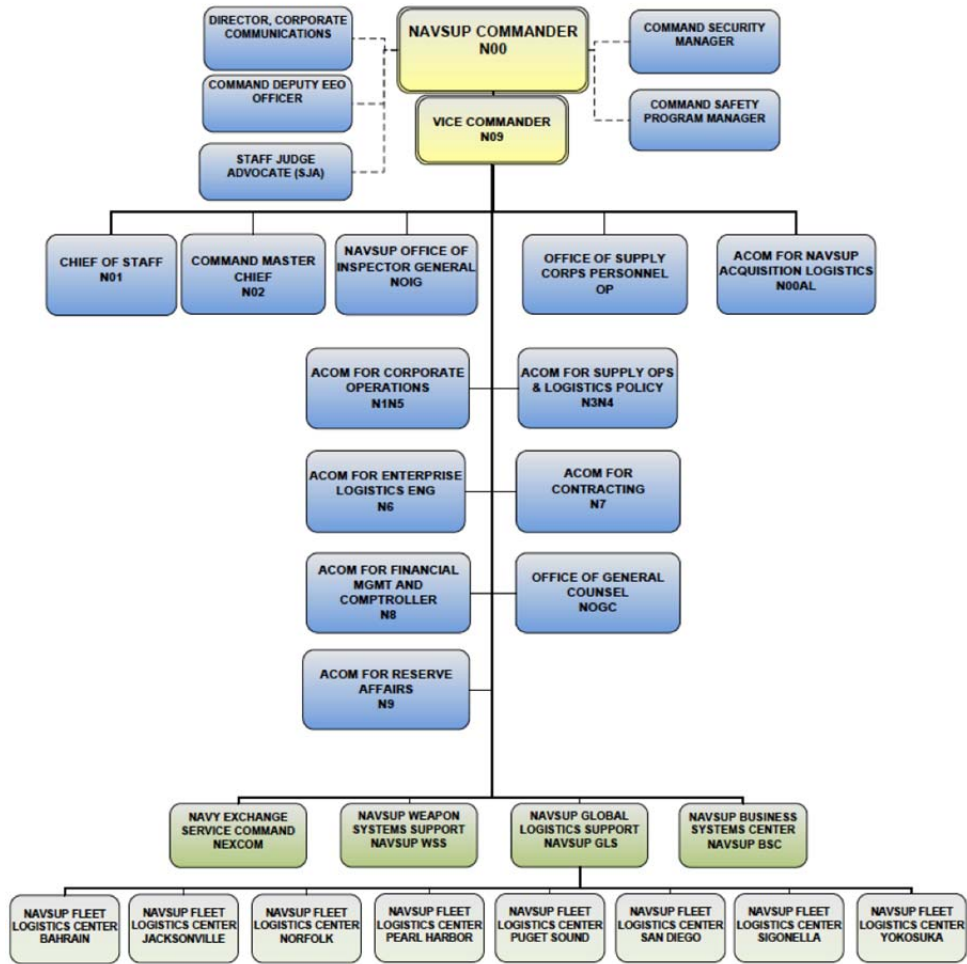 DIRECTOR, CORPORATE
COMMUNICATIONS
NAVSUP COMMANDER
N00
COMMAND SECURITY
MANAGER
COMMAND DEPUTY EEO
OFFICER
VICE COMMANDER
N09
COMMAND SAFETY
PROGRAM MANAGER
STAFF JUDGE
ADVOCATE (SJA)
CHIEF OF STAFF
N01
COMMAND MASTER
CHIEF
N02
NAVSUP OFFICE OF
INSPECTOR GENERAL
NOIG
OFFICE OF SUPPLY
CORPS PERSONNEL
OP
ACOM FOR NAVSUP
ACQUISITION LOGISTICS
N00AL
ACOM FOR CORPORATE
OPERATIONS
N1N5
ACOM FOR SUPPLY OPS
& LOGISTICS POLICY
N3N4
ACOM FOR ENTERPRISE
LOGISTICS ENG
N6
ACOM FOR
CONTRACTING
N7
ACOM FOR FINANCIAL
MGMT AND
COMPTROLLER
N8
OFFICE OF GENERAL
COUNSEL
NOGC
ACOM FOR RESERVE
AFFAIRS
N9
NAVY EXCHANGE
SERVICE COMMAND
NEXCOM
NAVSUP WEAPON
SYSTEMS SUPPORT
NAVSUP WSS
NAVSUP GLOBAL
LOGISTICS SUPPORT
NAVSUP GLS
NAVSUP BUSINESS
SYSTEMS CENTER
NAVSUP BSC
NAVSUP FLEET
LOGISTICS CENTER
BAHRAIN
NAVSUP FLEET
LOGISTICS CENTER
JACKSONVILLE
NAVSUP FLEET
LOGISTICS CENTER
NORFOLK
NAVSUP FLEET
LOGISTICS CENTER
PEARL HARBOR
NAVSUP FLEET
LOGISTICS CENTER
PUGET SOUND
NAVSUP FLEET
LOGISTICS CENTER
SAN DIEGO
NAVSUP FLEET
LOGISTICS CENTER
SIGONELLA
NAVSUP FLEET
LOGISTICS CENTER
YOKOSUKA